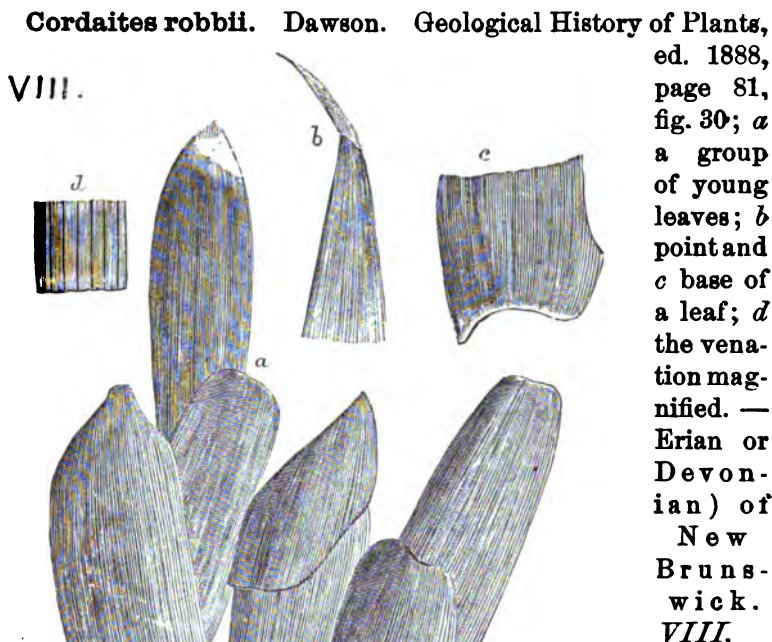 Cordaites robbii. Dawson. Geological History of Plants,
ed. 1888,
page 81,
fig. 30; a
a group
of young
leaves; b
point and
c base of
a leaf; d
the vena-
tion mag-
nified. —
Erian or
Devon-
ian) of
New
Bruns-
wick.
VIII.
VIII.
d
b
c
a